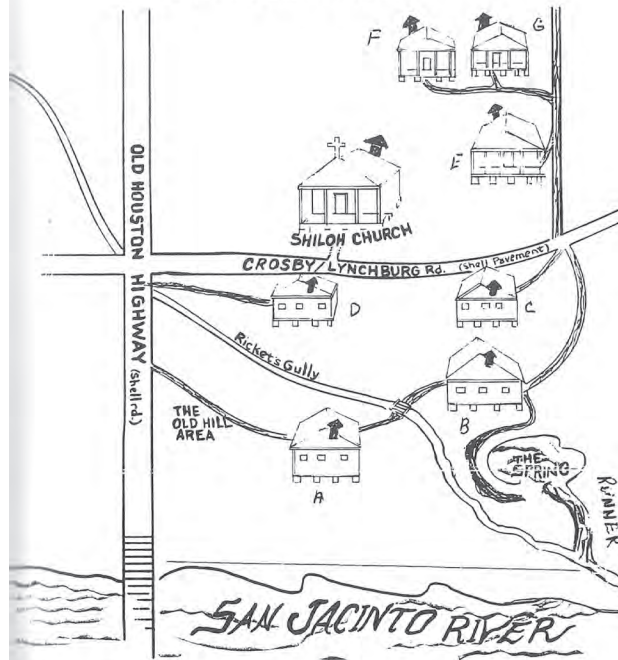 F
G
E
SHILOH CHURCH
OLD HOUSTON HIGHWAY (shell rd.)
CROSBY/LYNCHBURG Rd. (Shell Pavement)
D
C
Ricket's Gully
THE
OLD HILL
AREA
B
A
THE
SPRING
RUNNER
SAN JACINTO RIVER